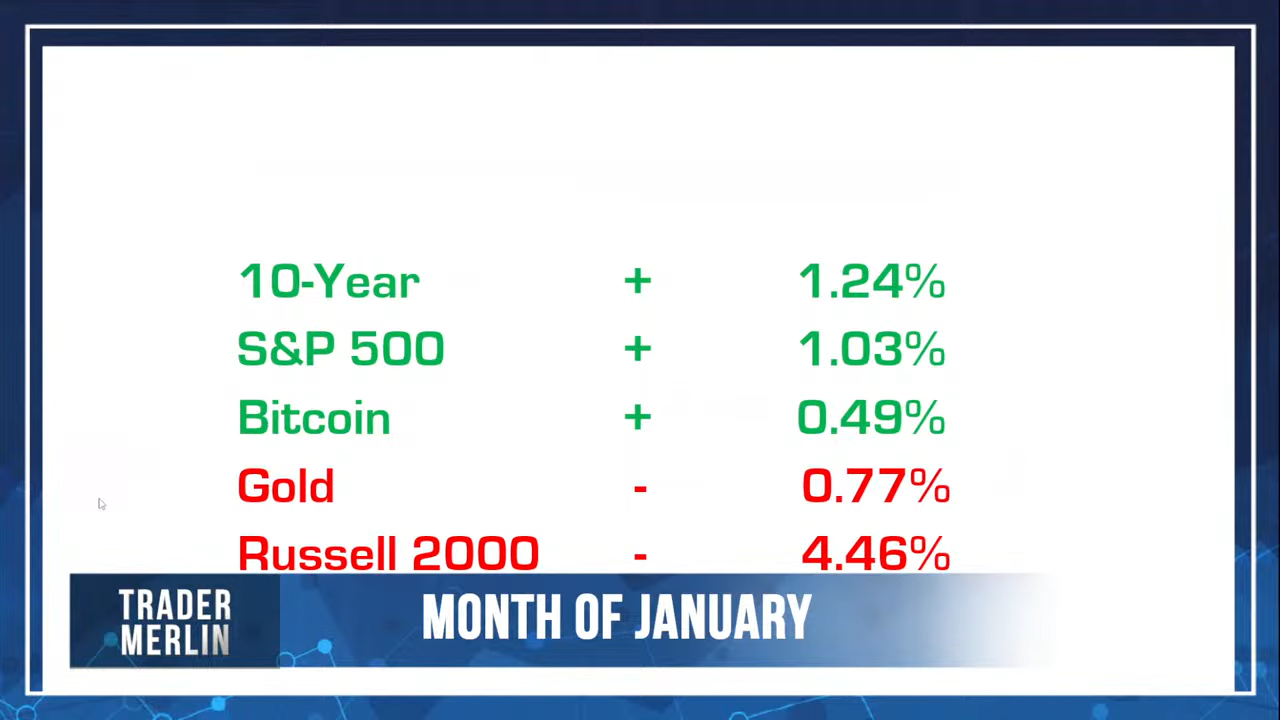 10-Year + 1.24%
S&P 500 + 1.03%
Bitcoin + 0.49%
Gold - 0.77%
Russell 2000 - 4.46%
TRADER
MERLIN
MONTH OF JANUARY